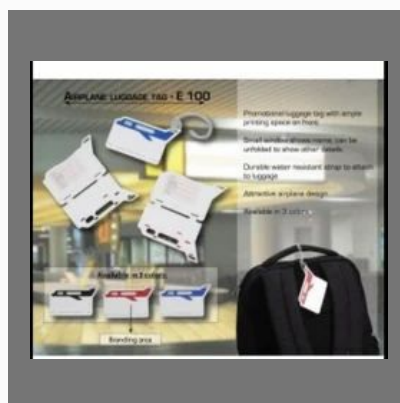 AIRPLANE LUGGAGE TAG - E 100
Promotional luggage tag with ample
printing space on front
Small window shows name, can be
unfolded to show other details
Durable water resistant strap to attach
to luggage
Attractive airplane design
Available in 3 colors
Available in 3 colors
Branding area